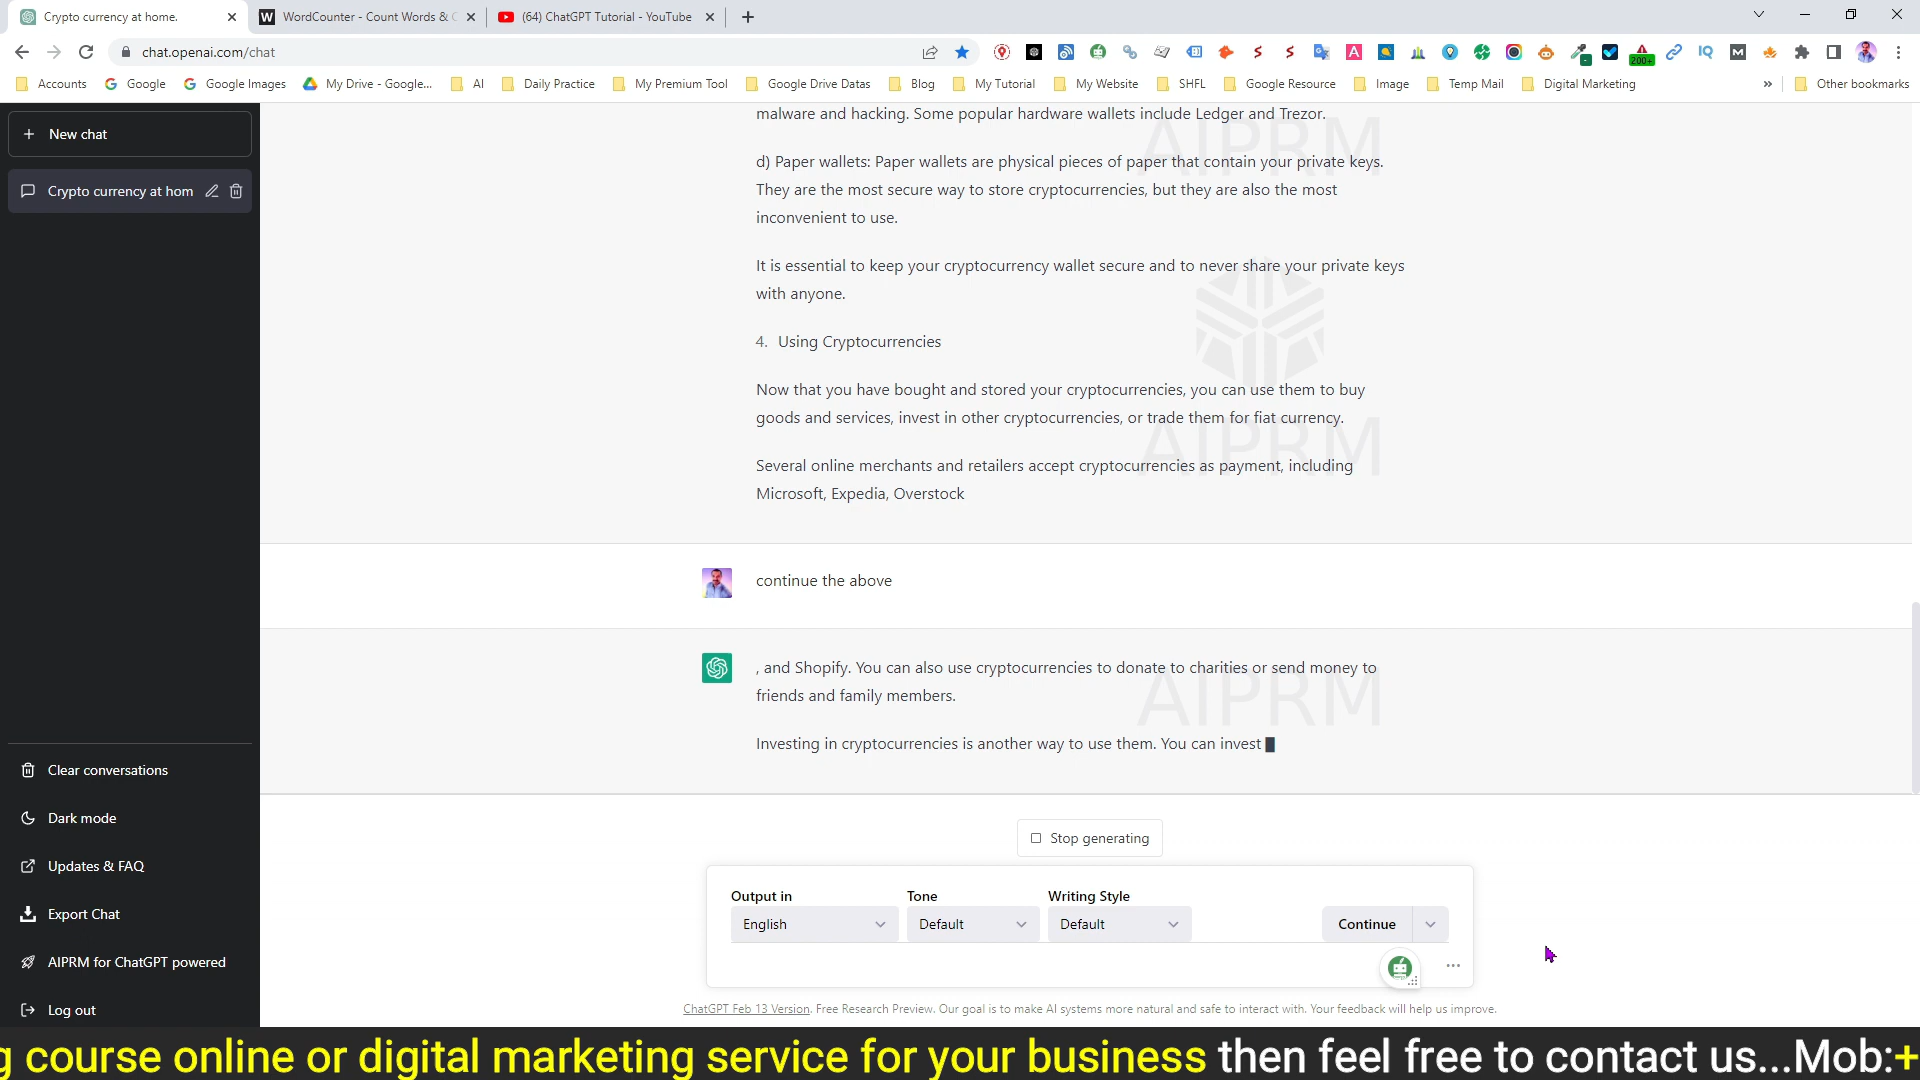 Crypto currency at home.
WordCounter - Count Words & C
(64) ChatGPT Tutorial - YouTube
chat.openai.com/chat
200+
Accounts
Google
Google Images
My Drive - Google...
AI
Daily Practice
My Premium Tool
Google Drive Datas
Blog
My Tutorial
My Website
SHFL
Google Resource
Image
Temp Mail
Digital Marketing
»
Other bookmarks
+ New chat
Crypto currency at hom
malware and hacking. Some popular hardware wallets include Ledger and Trezor.
d) Paper wallets: Paper wallets are physical pieces of paper that contain your private keys.
They are the most secure way to store cryptocurrencies, but they are also the most
inconvenient to use.
It is essential to keep your cryptocurrency wallet secure and to never share your private keys
with anyone.
4. Using Cryptocurrencies
Now that you have bought and stored your cryptocurrencies, you can use them to buy
goods and services, invest in other cryptocurrencies, or trade them for fiat currency.
Several online merchants and retailers accept cryptocurrencies as payment, including
Microsoft, Expedia, Overstock
AIPRM
AIPRM
continue the above
, and Shopify. You can also use cryptocurrencies to donate to charities or send money to
friends and family members.
AIPRM
Investing in cryptocurrencies is another way to use them. You can invest
Clear conversations
Dark mode
Updates & FAQ
Export Chat
AIPRM for ChatGPT powered
Log out
Stop generating
Output in
Tone
Writing Style
English
Default
Default
Continue
ChatGPT Feb 13 Version. Free Research Preview. Our goal is to make AI systems more natural and safe to interact with. Your feedback will help us improve.
g course online or digital marketing service for your business then feel free to contact us...Mob:+